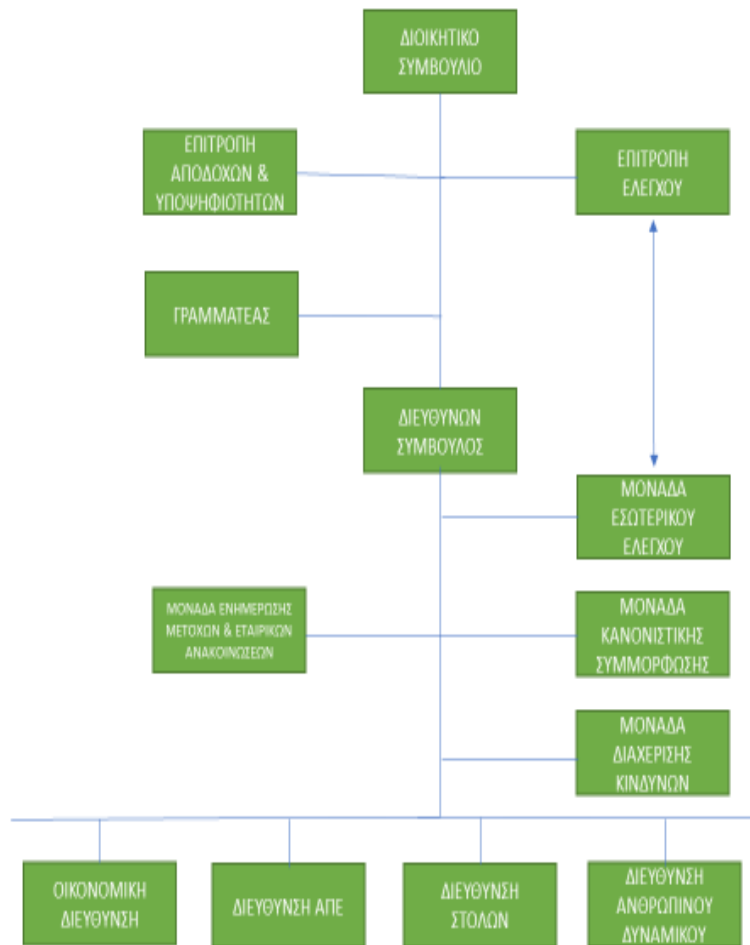 ΔΙΟΙΚΗΤΙΚΟ
ΣΥΜΒΟΥΛΙΟ
ΕΠΙΤΡΟΠΗ
ΑΠΟΔΟΧΩΝ &
ΥΠΟΨΗΦΙΟΤΗΤΩΝ
ΕΠΙΤΡΟΠΗ
ΕΛΕΓΧΟΥ
ΓΡΑΜΜΑΤΕΑΣ
ΔΙΕΥΘΥΝΩΝ
ΣΥΜΒΟΥΛΟΣ
ΜΟΝΑΔΑ
ΕΣΩΤΕΡΙΚΟΥ
ΕΛΕΓΧΟΥ
ΜΟΝΑΔΑ ΕΝΗΜΕΡΩΣΗΣ
ΜΕΤΟΧΩΝ & ΕΤΑΙΡΙΚΩΝ
ΑΝΑΚΟΙΝΩΣΕΩΝ
ΜΟΝΑΔΑ
ΚΑΝΟΝΙΣΤΙΚΗΣ
ΣΥΜΜΟΡΦΩΣΗΣ
ΜΟΝΑΔΑ
ΔΙΑΧΕΡΙΣΗΣ
ΚΙΝΔΥΝΩΝ
ΟΙΚΟΝΟΜΙΚΗ
ΔΙΕΥΘΥΝΣΗ
ΔΙΕΥΘΥΝΣΗ ΑΠΕ
ΔΙΕΥΘΥΝΣΗ
ΣΤΟΛΩΝ
ΔΙΕΥΘΥΝΣΗ
ΑΝΘΡΩΠΙΝΟΥ
ΔΥΝΑΜΙΚΟΥ